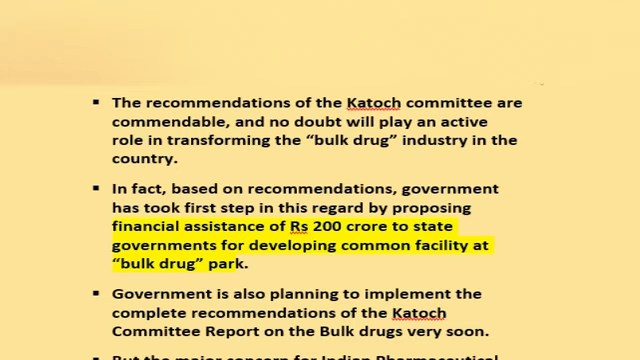 ▪ The recommendations of the Katoch committee are
commendable, and no doubt will play an active
role in transforming the “bulk drug” industry in the
country.
▪ In fact, based on recommendations, government
has took first step in this regard by proposing
financial assistance of Rs 200 crore to state
governments for developing common facility at
“bulk drug” park.
▪ Government is also planning to implement the
complete recommendations of the Katoch
Committee Report on the Bulk drugs very soon.
▪ But the major concern for Indian Pharmaceutical